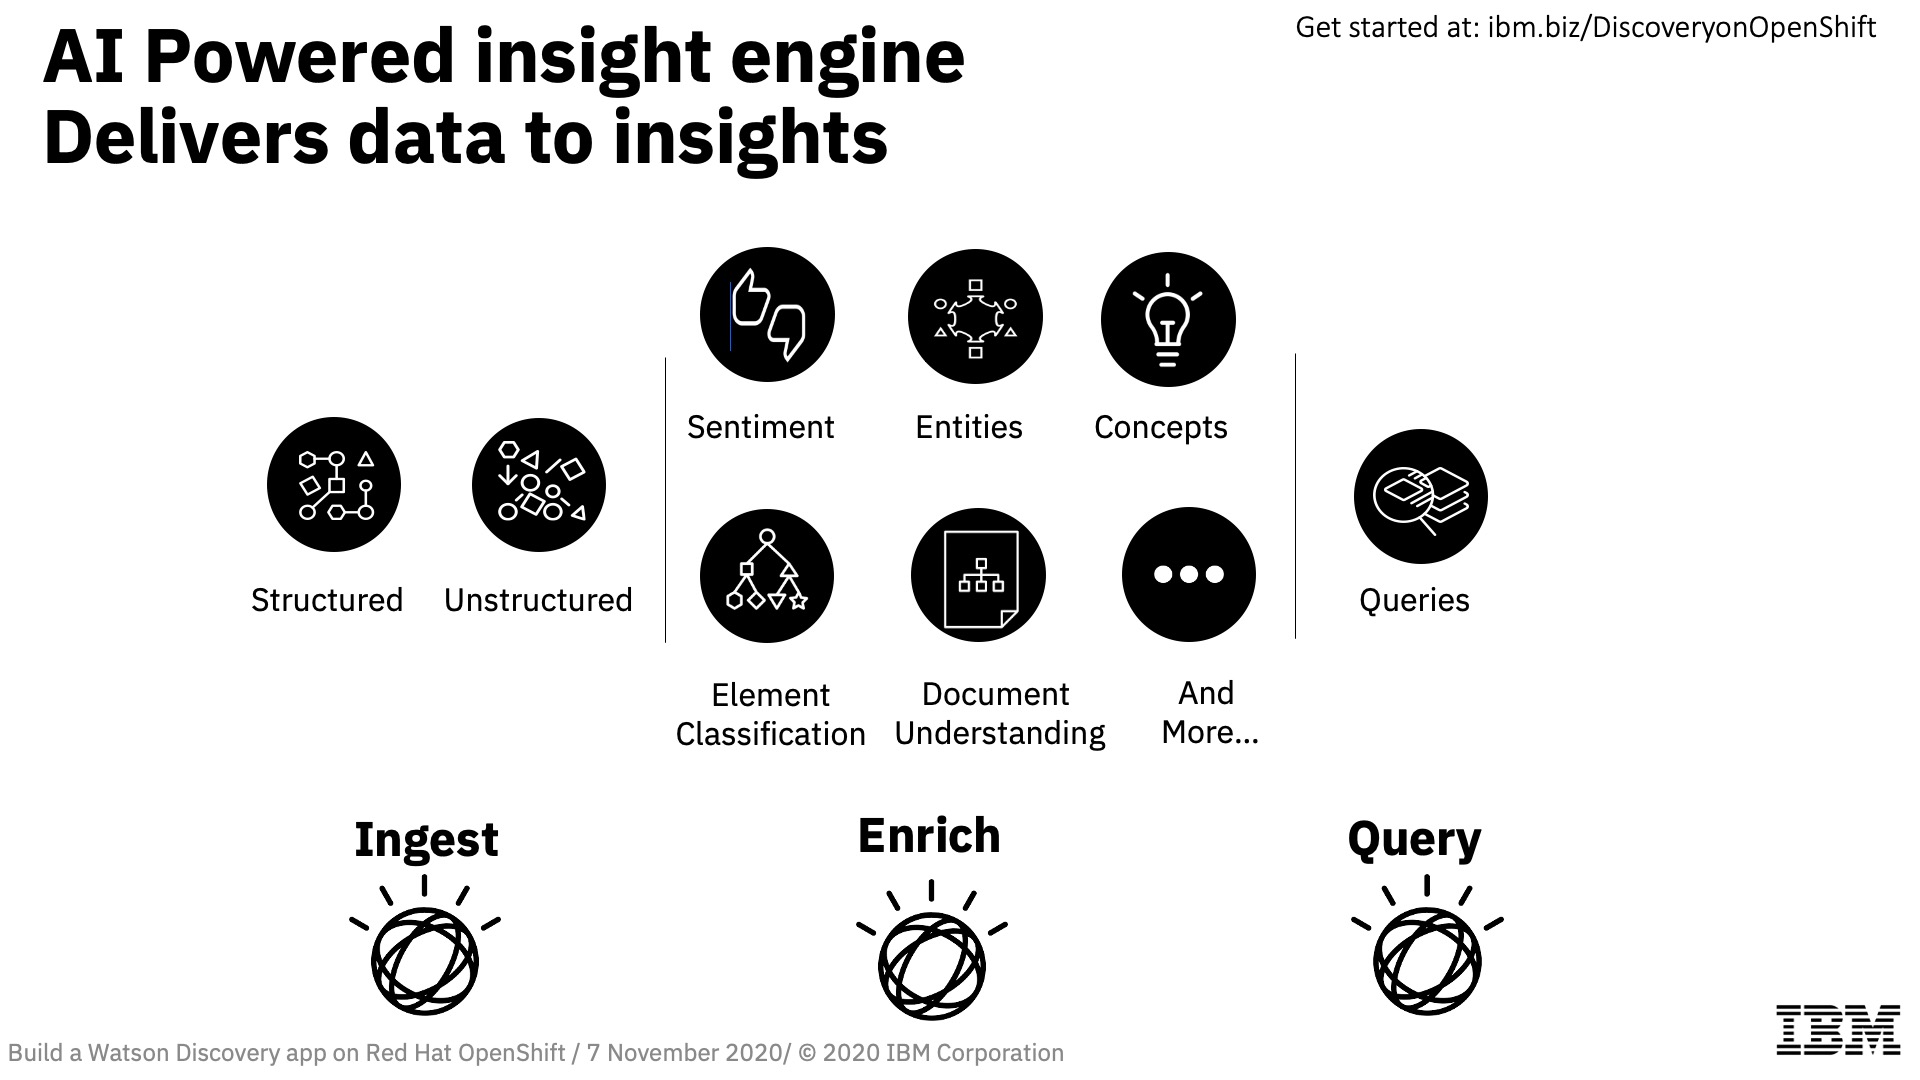 AI Powered insight engine
Delivers data to insights
Get started at: ibm.biz/DiscoveryonOpenShift
Structured
Unstructured
Sentiment
Entities
Concepts
Element
Classification
Document
Understanding
And
More...
Queries
Ingest
Enrich
Query
Build a Watson Discovery app on Red Hat OpenShift / 7 November 2020/ © 2020 IBM Corporation
IBM